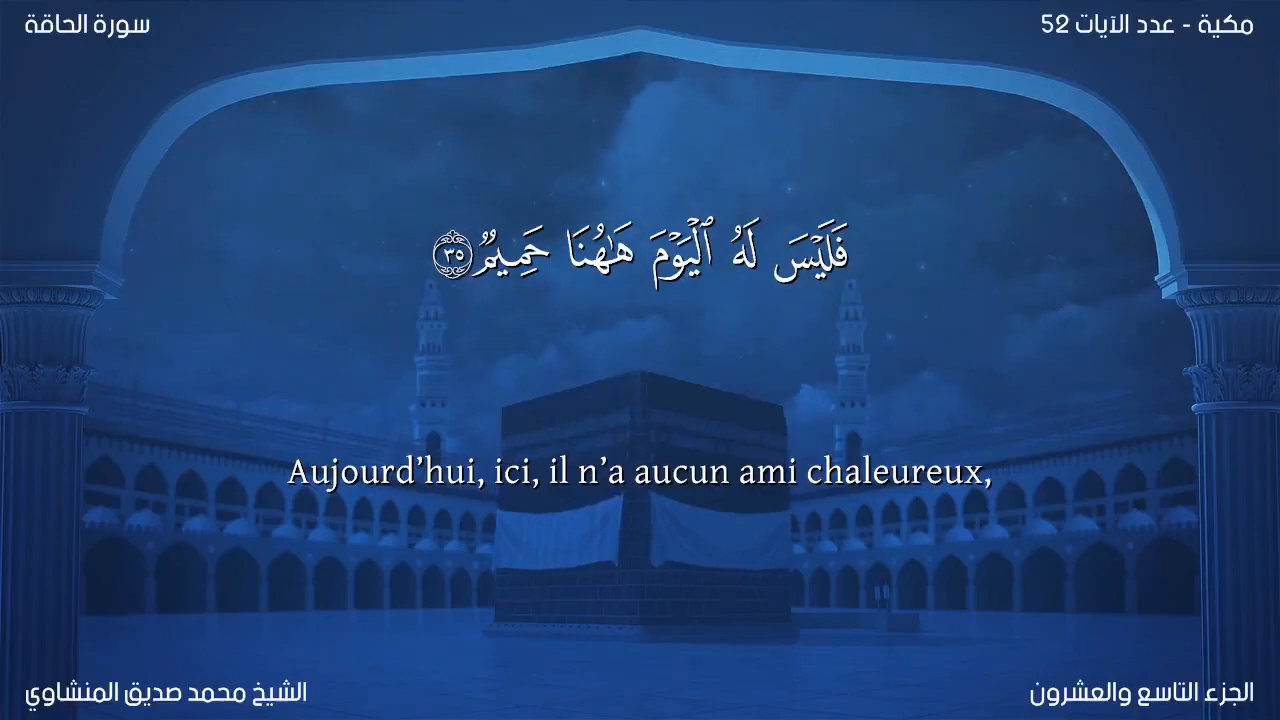 سورة الحاقة
مكية - عدد الآيات 52
فَلَيْسَ لَهُ ٱلْيَوْمَ هَٰهُنَا حَمِيمٌ ٣٥
Aujourd’hui, ici, il n’a aucun ami chaleureux,
الشيخ محمد صديق المنشاوي
الجزء التاسع والعشرون